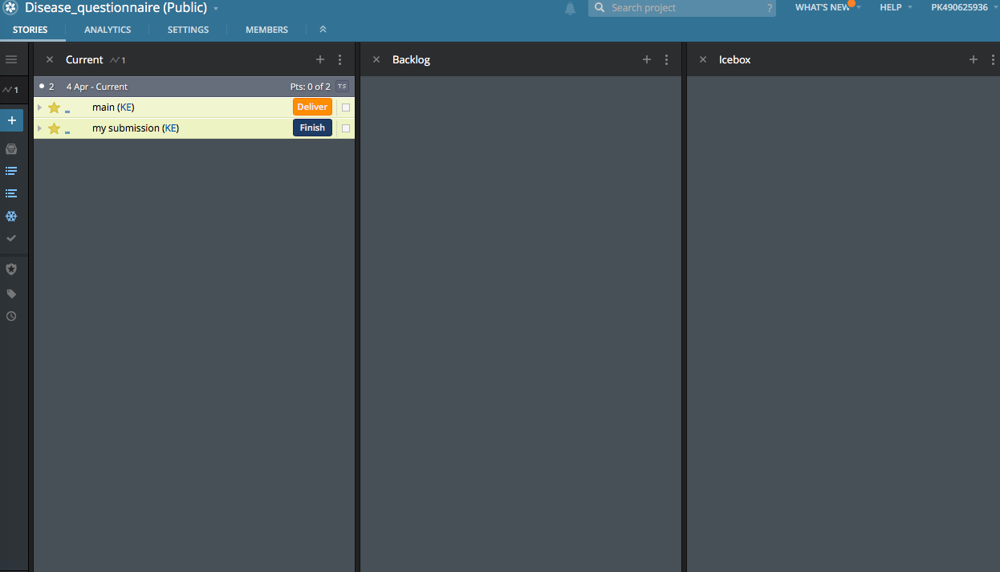 Disease_questionnaire (Public)
Search project ?
WHAT'S NEW
HELP
PK490625936
STORIES
ANALYTICS
SETTINGS
MEMBERS
Current 1
Backlog
Icebox
1
2 4 Apr - Current Pts: 0 of 2 TS
main (KE) Deliver
my submission (KE) Finish